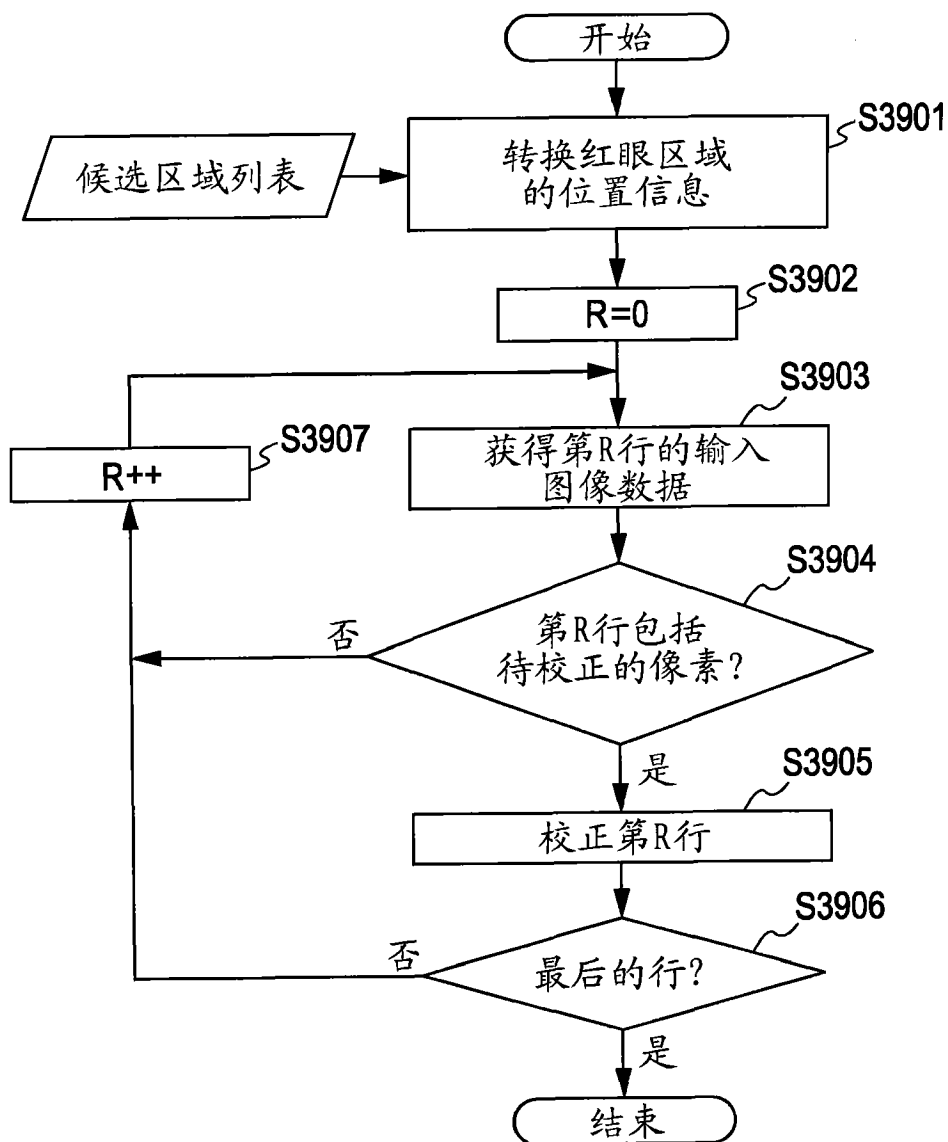 开始
S3901
候选区域列表
转换红眼区域
的位置信息
S3902
R=0
S3903
S3907
R++
获得第R行的输入
图像数据
S3904
第R行包括
待校正的像素?
否
是
S3905
校正第R行
S3906
最后的行?
否
是
结束